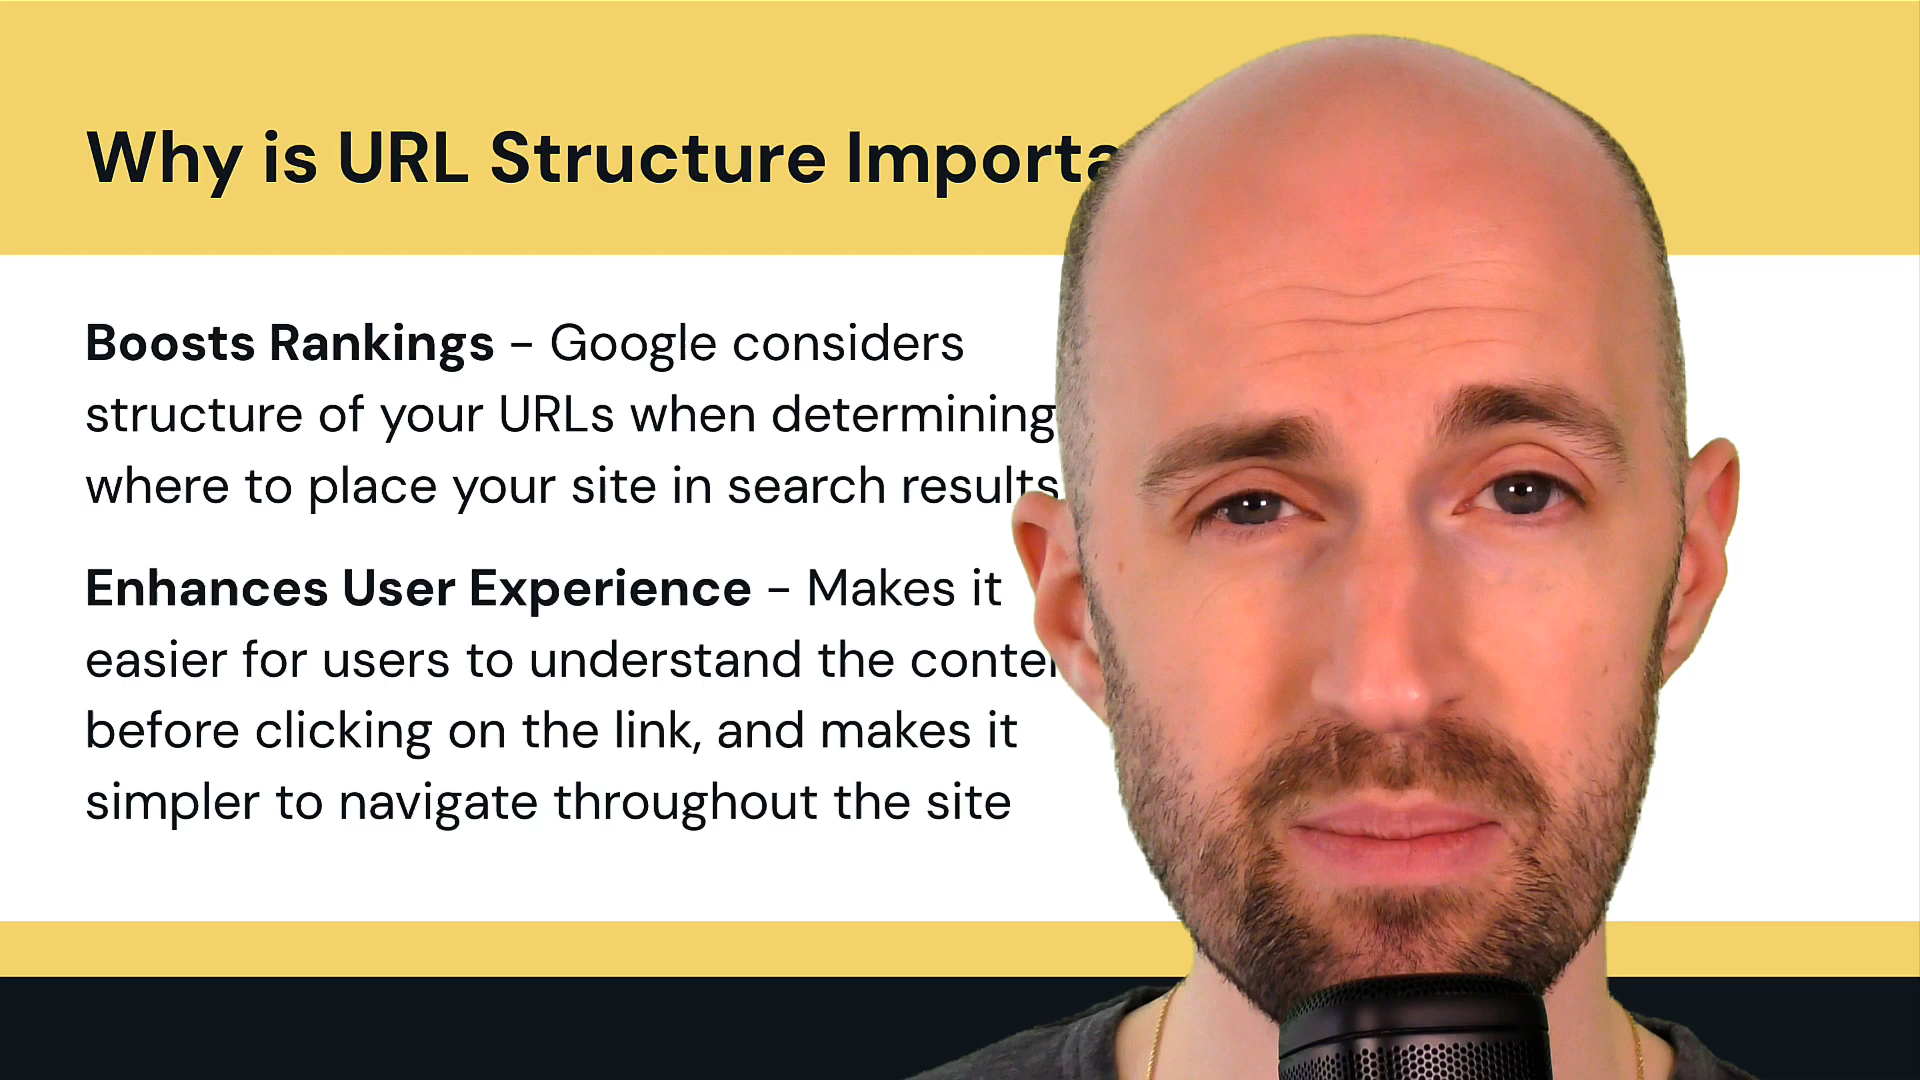 Why is URL Structure
Boosts Rankings – Google considers
structure of your URLs when determining
where to place your site in search results
Enhances User Experience – Makes it
easier for users to understand the
before clicking on the link, and makes it
simpler to navigate throughout the site